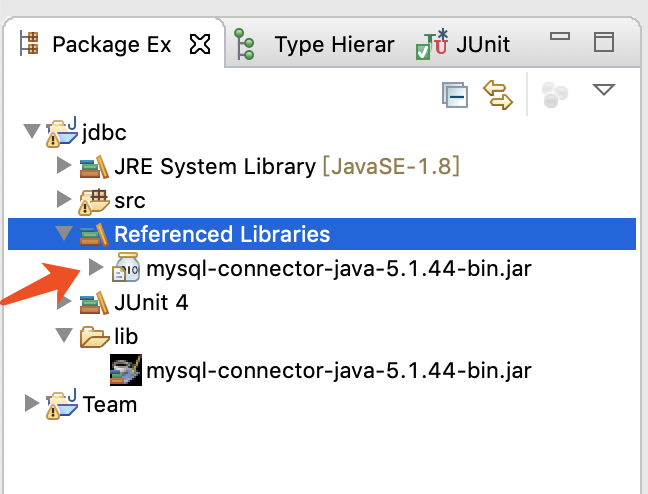 Package Ex Type Hierar JUnit
jdbc
JRE System Library [JavaSE-1.8]
src
Referenced Libraries
mysql-connector-java-5.1.44-bin.jar
JUnit 4
lib
mysql-connector-java-5.1.44-bin.jar
Team